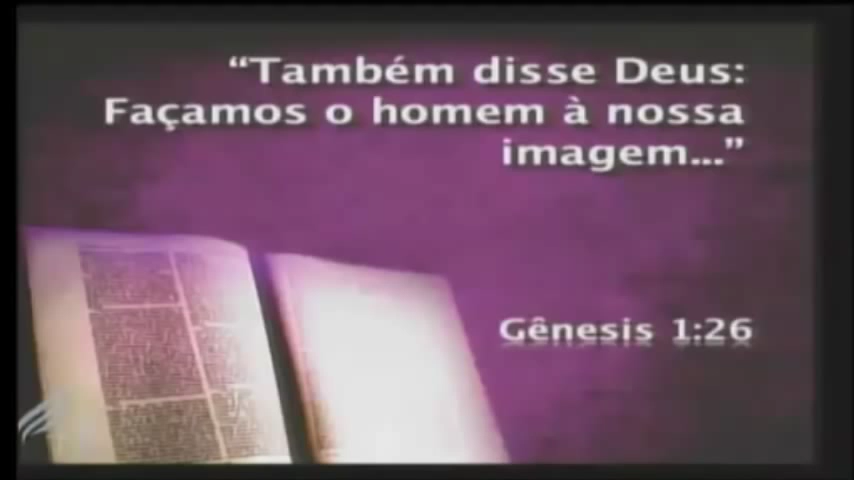 “Também disse Deus:
Façamos o homem à nossa
imagem...”
Gênesis 1:26